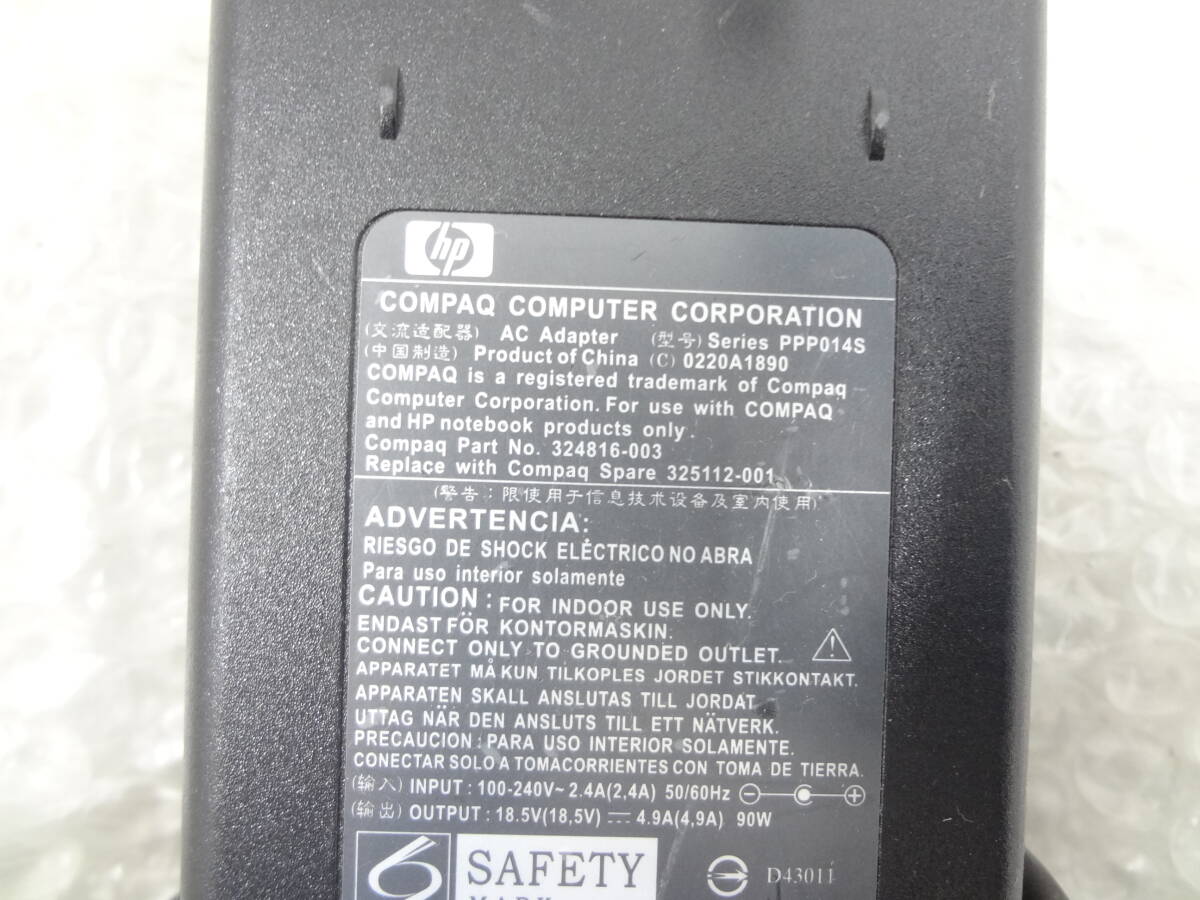 hp
COMPAQ COMPUTER CORPORATION
(交流适配器) AC Adapter (型号) Series PPP014S
(中国制造) Product of China (C) 0220A1890
COMPAQ is a registered trademark of Compaq
Computer Corporation. For use with COMPAQ
and HP notebook products only.
Compaq Part No. 324816-003
Replace with Compaq Spare 325112-001
(警告:限使用于信息技术设备及室内使用)
ADVERTENCIA:
RIESGO DE SHOCK ELÉCTRICO NO ABRA
Para uso interior solamente
CAUTION : FOR INDOOR USE ONLY.
ENDAST FÖR KONTORMASKIN.
CONNECT ONLY TO GROUNDED OUTLET.
APPARATET MÅ KUN TILKOPLES JORDET STIKKONTAKT.
APPARATEN SKALL ANSLUTAS TILL JORDAT
UTTAG NÄR DEN ANSLUTS TILL ETT NÄTVERK.
PRECAUCION : PARA USO INTERIOR SOLAMENTE.
CONECTAR SOLO A TOMACORRIENTES CON TOMA DE TIERRA.
(输入) INPUT : 100-240V~ 2.4A(2,4A) 50/60Hz
(输出) OUTPUT : 18.5V(18,5V) ⎓ 4.9A(4,9A) 90W
SAFETY D43011
MARK